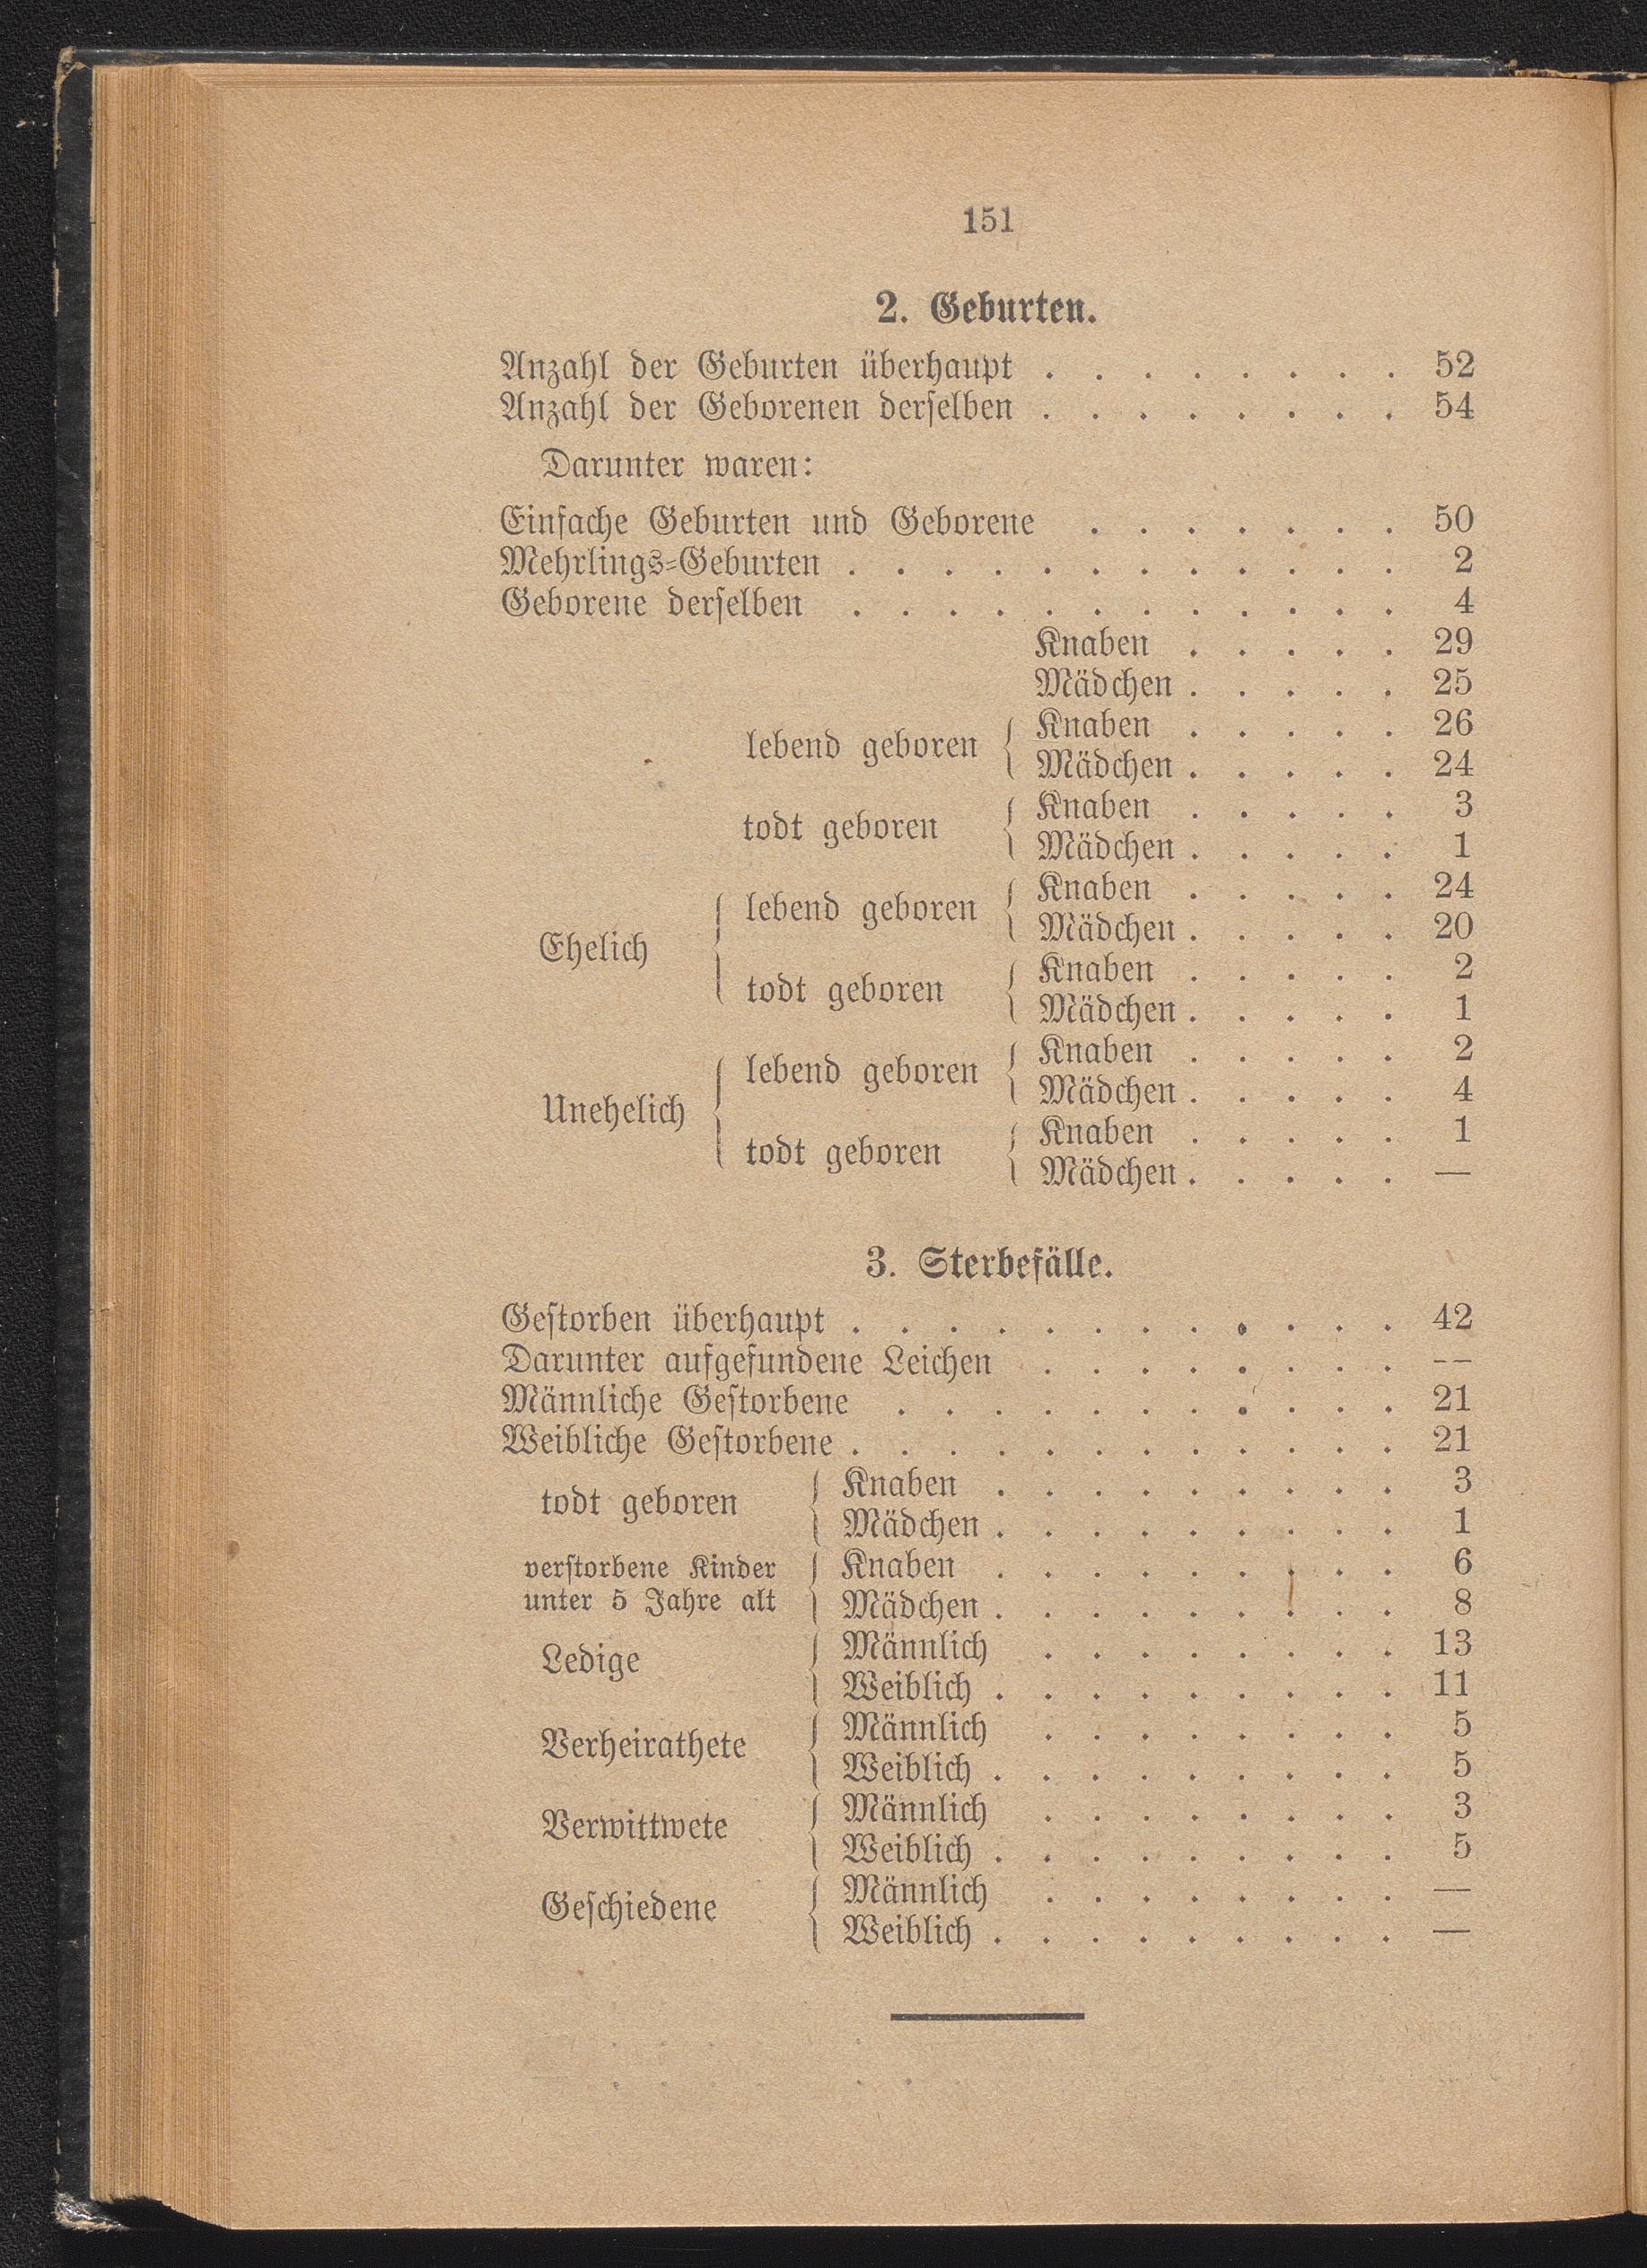 151
2. Geburten.
Anzahl der Geburten überhaupt . . . . . . . . 52
Anzahl der Geborenen derselben . . . . . . . . 54
Darunter waren:
Einfache Geburten und Geborene . . . . . . . 50
Mehrlings-Geburten . . . . . . . . . . . . 2
Geborene derselben . . . . . . . . . . . . 4
Knaben . . . . . 29
Mädchen . . . . . 25
lebend geboren { Knaben . . . . . 26
Mädchen . . . . . 24
todt geboren { Knaben . . . . . 3
Mädchen . . . . . 1
Ehelich { lebend geboren { Knaben . . . . . 24
Mädchen . . . . . 20
todt geboren { Knaben . . . . . 2
Mädchen . . . . . 1
Unehelich { lebend geboren { Knaben . . . . . 2
Mädchen . . . . . 4
todt geboren { Knaben . . . . . 1
Mädchen . . . . . —
3. Sterbefälle.
Gestorben überhaupt . . . . . . . . . . . . 42
Darunter aufgefundene Leichen . . . . . . . . --
Männliche Gestorbene . . . . . . . . . . . 21
Weibliche Gestorbene . . . . . . . . . . . . 21
todt geboren { Knaben . . . . . . . . . 3
Mädchen . . . . . . . . . 1
verstorbene Kinder unter 5 Jahre alt { Knaben . . . . . . . . . 6
Mädchen . . . . . . . . . 8
Ledige { Männlich . . . . . . . . 13
Weiblich . . . . . . . . . 11
Verheirathete { Männlich . . . . . . . . 5
Weiblich . . . . . . . . . 5
Verwittwete { Männlich . . . . . . . . 3
Weiblich . . . . . . . . . 5
Geschiedene { Männlich . . . . . . . . —
Weiblich . . . . . . . . . —